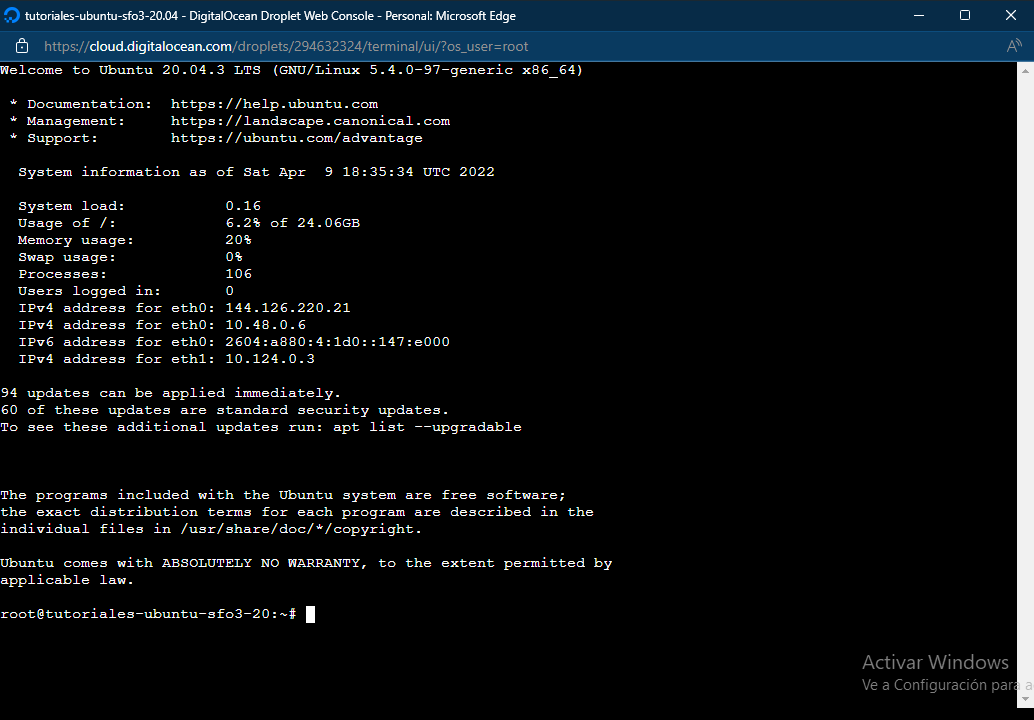 tutoriales-ubuntu-sfo3-20.04 - DigitalOcean Droplet Web Console - Personal: Microsoft Edge
https://cloud.digitalocean.com/droplets/294632324/terminal/ui/?os_user=root
Welcome to Ubuntu 20.04.3 LTS (GNU/Linux 5.4.0-97-generic x86_64)
* Documentation: https://help.ubuntu.com
* Management: https://landscape.canonical.com
* Support: https://ubuntu.com/advantage
System information as of Sat Apr 9 18:35:34 UTC 2022
System load: 0.16
Usage of /: 6.2% of 24.06GB
Memory usage: 20%
Swap usage: 0%
Processes: 106
Users logged in: 0
IPv4 address for eth0: 144.126.220.21
IPv4 address for eth0: 10.48.0.6
IPv6 address for eth0: 2604:a880:4:1d0::147:e000
IPv4 address for eth1: 10.124.0.3
94 updates can be applied immediately.
60 of these updates are standard security updates.
To see these additional updates run: apt list --upgradable
The programs included with the Ubuntu system are free software;
the exact distribution terms for each program are described in the
individual files in /usr/share/doc/*/copyright.
Ubuntu comes with ABSOLUTELY NO WARRANTY, to the extent permitted by
applicable law.
root@tutoriales-ubuntu-sfo3-20:~#
Activar Windows
Ve a Configuración para a